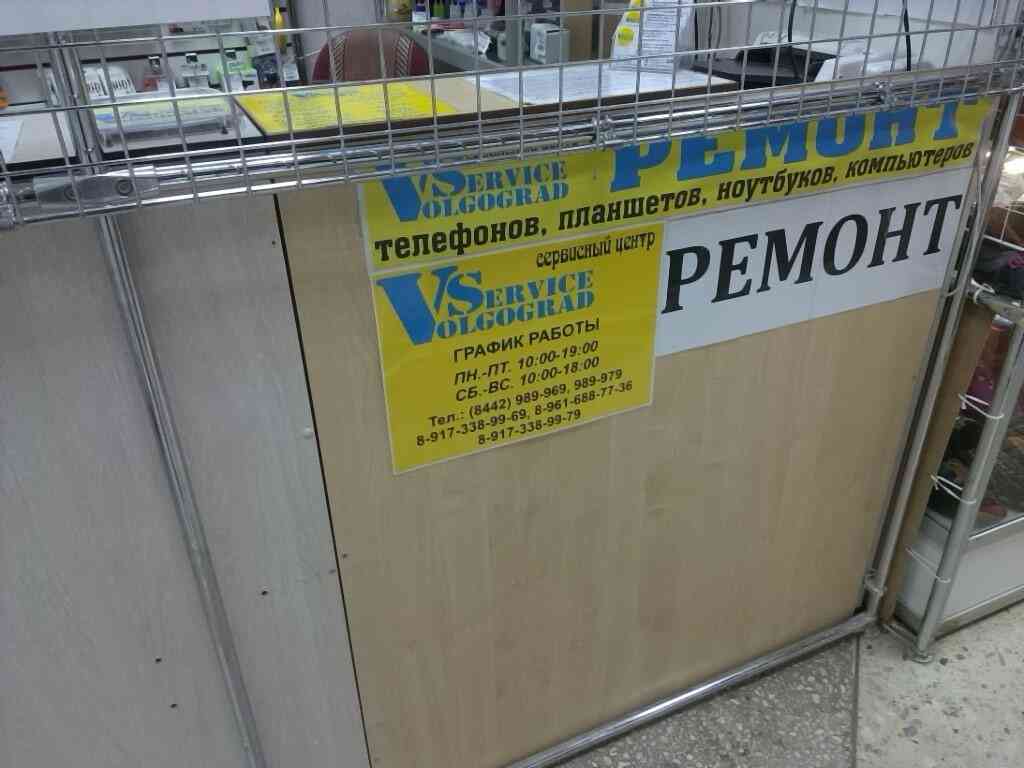 РЕМОНТ
V/SERVICE
VOLGOGRAD
телефонов, планшетов, ноутбуков, компьютеров
сервисный центр
V/SERVICE
VOLGOGRAD
ГРАФИК РАБОТЫ
ПН.-ПТ. 10:00-19:00
СБ.-ВС. 10:00-18:00
Тел.: (8442) 989-969, 989-979
8-917-338-99-69, 8-961-688-77-36
8-917-338-99-79
РЕМОНТ